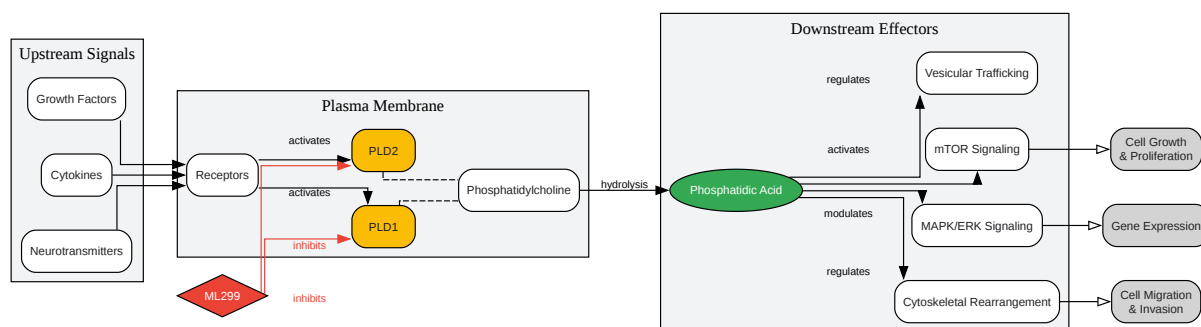 Upstream Signals
Growth Factors
Cytokines
Neurotransmitters
Plasma Membrane
Receptors
activates
activates
PLD2
PLD1
inhibits
inhibits
ML299
Phosphatidylcholine
hydrolysis
Downstream Effectors
Phosphatidic Acid
regulates
activates
modulates
regulates
Vesicular Trafficking
mTOR Signaling
MAPK/ERK Signaling
Cytoskeletal Rearrangement
Cell Growth
& Proliferation
Gene Expression
Cell Migration
& Invasion